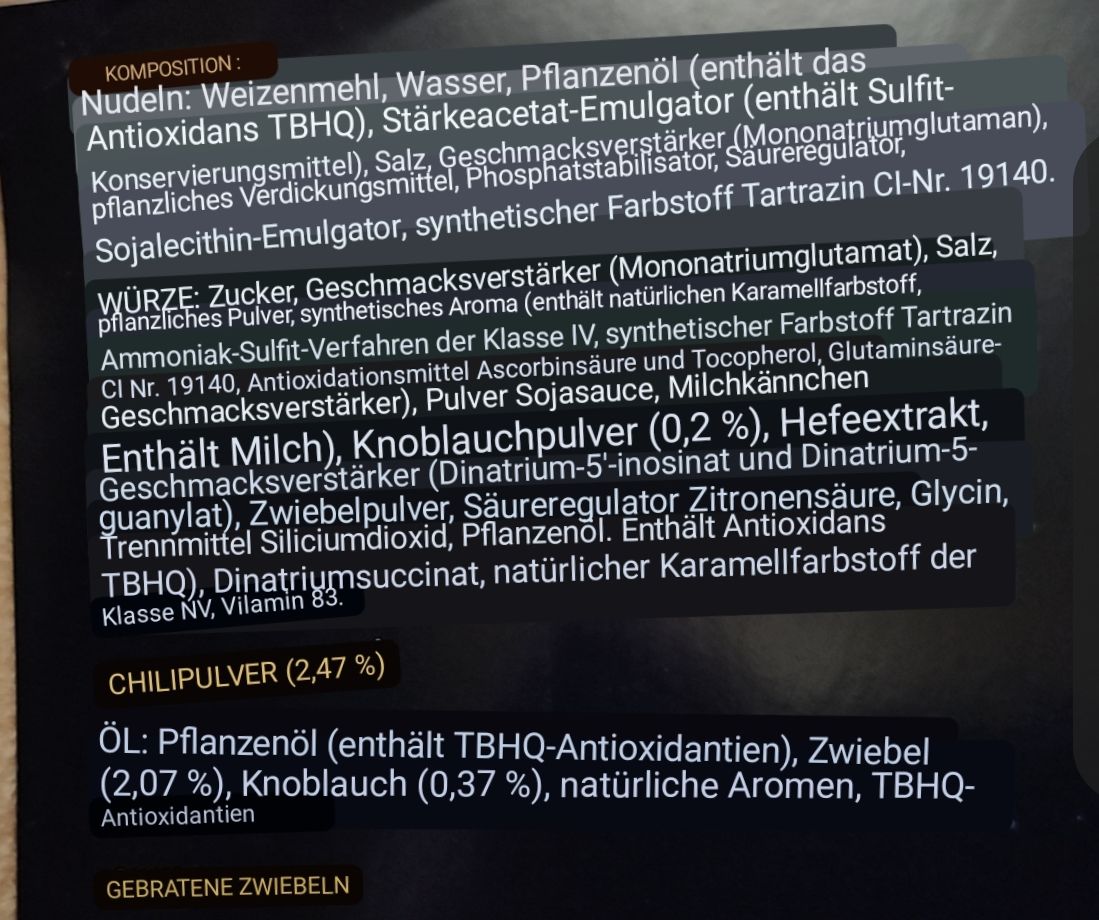 KOMPOSITION :
Nudeln: Weizenmehl, Wasser, Pflanzenöl (enthält das
Antioxidans TBHQ), Stärkeacetat-Emulgator (enthält Sulfit-
Konservierungsmittel), Salz, Geschmacksverstärker (Mononatriumglutaman),
pflanzliches Verdickungsmittel, Phosphatstabilisator, Säureregulator,
Sojalecithin-Emulgator, synthetischer Farbstoff Tartrazin CI-Nr. 19140.
WÜRZE: Zucker, Geschmacksverstärker (Mononatriumglutamat), Salz,
pflanzliches Pulver, synthetisches Aroma (enthält natürlichen Karamellfarbstoff,
Ammoniak-Sulfit-Verfahren der Klasse IV, synthetischer Farbstoff Tartrazin
CI Nr. 19140, Antioxidationsmittel Ascorbinsäure und Tocopherol, Glutaminsäure-
Geschmacksverstärker), Pulver Sojasauce, Milchkännchen
Enthält Milch), Knoblauchpulver (0,2 %), Hefeextrakt,
Geschmacksverstärker (Dinatrium-5'-inosinat und Dinatrium-5-
guanylat), Zwiebelpulver, Säureregulator Zitronensäure, Glycin,
Trennmittel Siliciumdioxid, Pflanzenöl. Enthält Antioxidans
TBHQ), Dinatriumsuccinat, natürlicher Karamellfarbstoff der
Klasse NV, Vilamin 83.
CHILIPULVER (2,47 %)
ÖL: Pflanzenöl (enthält TBHQ-Antioxidantien), Zwiebel
(2,07 %), Knoblauch (0,37 %), natürliche Aromen, TBHQ-
Antioxidantien
GEBRATENE ZWIEBELN